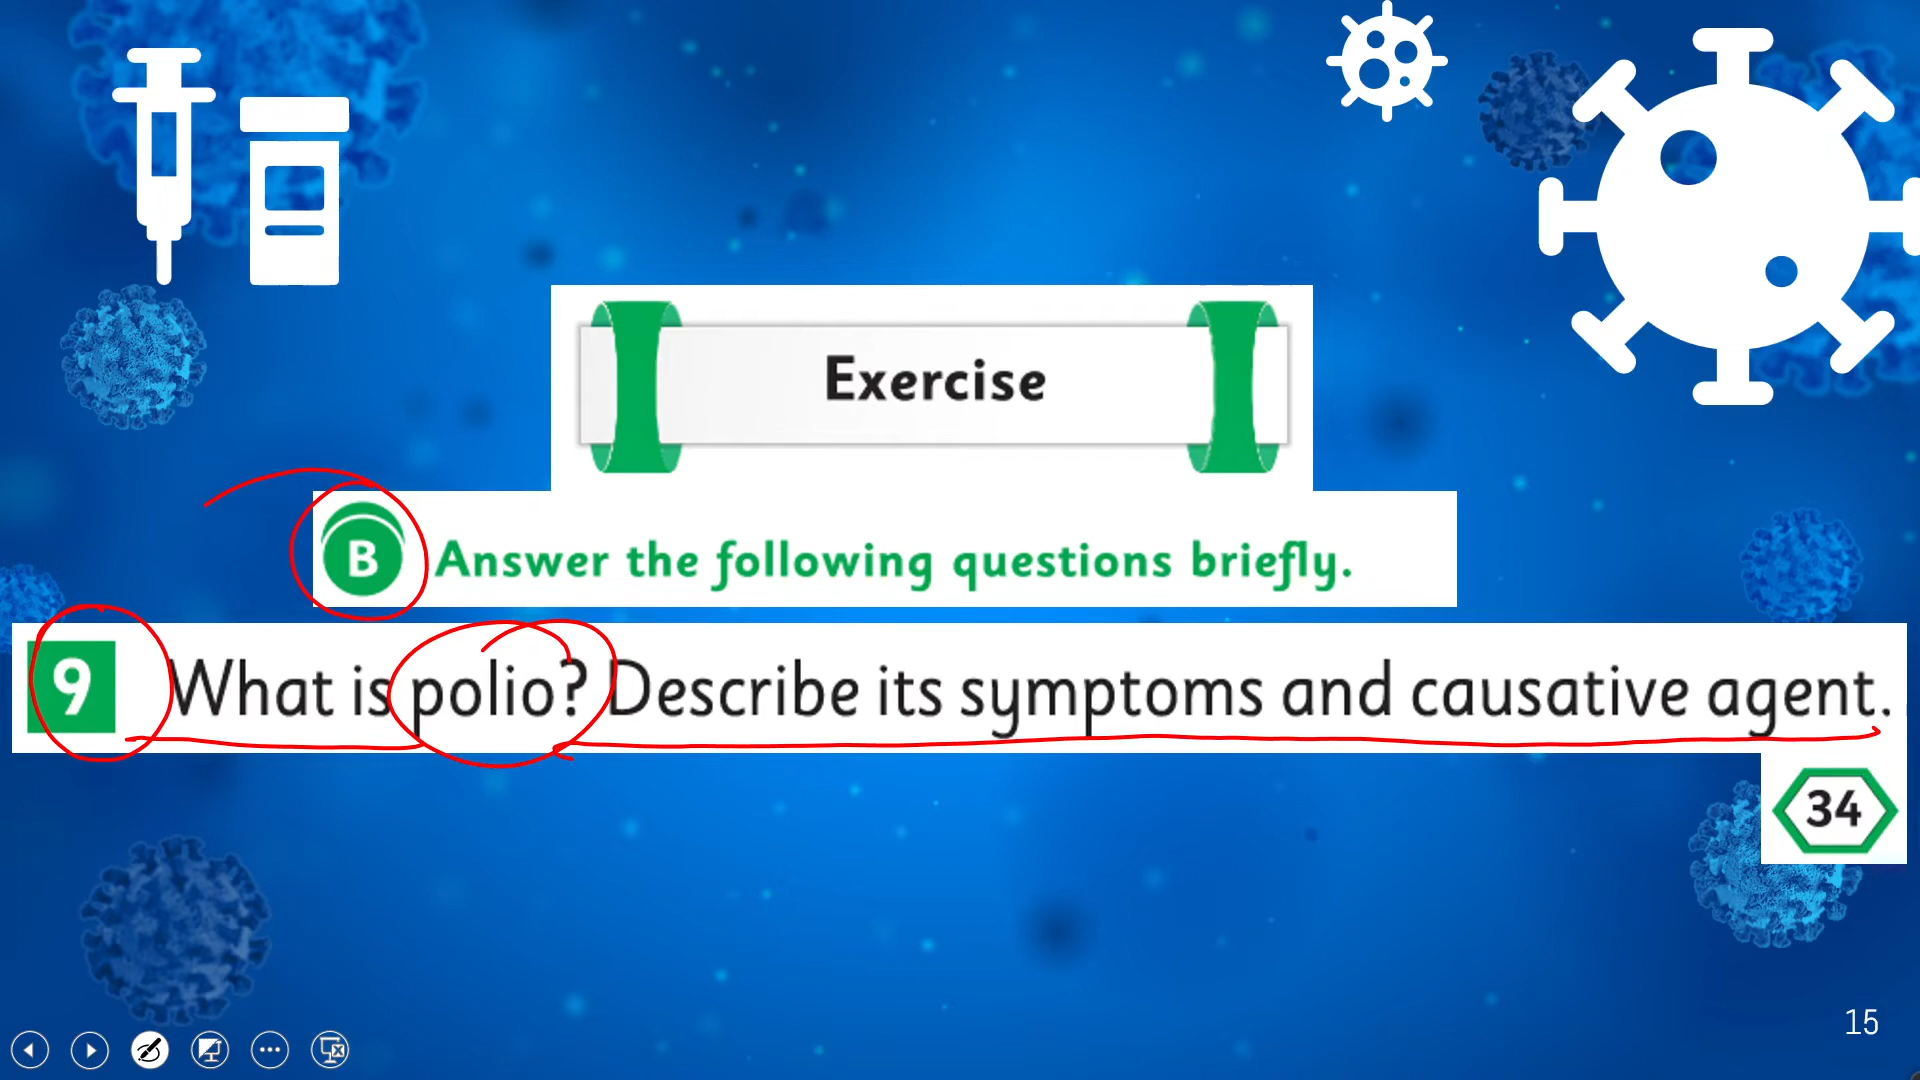 Exercise
B Answer the following questions briefly.
9 What is polio? Describe its symptoms and causative agent.
34
15